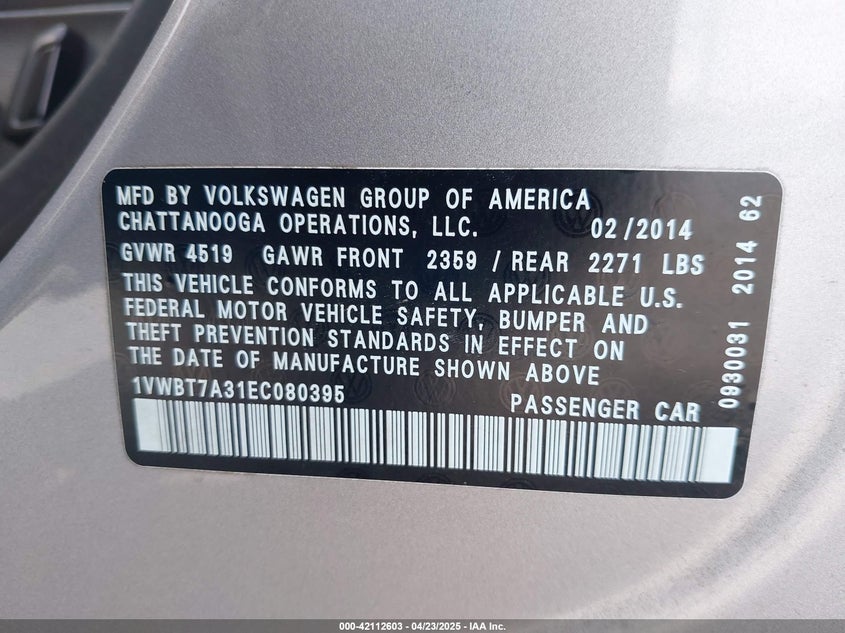 MFD BY VOLKSWAGEN GROUP OF AMERICA
CHATTANOOGA OPERATIONS, LLC. 02/2014
GVWR 4519 GAWR FRONT 2359 / REAR 2271 LBS
THIS VEHICLE CONFORMS TO ALL APPLICABLE U.S.
FEDERAL MOTOR VEHICLE SAFETY, BUMPER AND
THEFT PREVENTION STANDARDS IN EFFECT ON
THE DATE OF MANUFACTURE SHOWN ABOVE
1VWBT7A31EC080395 PASSENGER CAR
0930031 2014 62
000-42112603 / 04/23/2025 - IAA Inc.